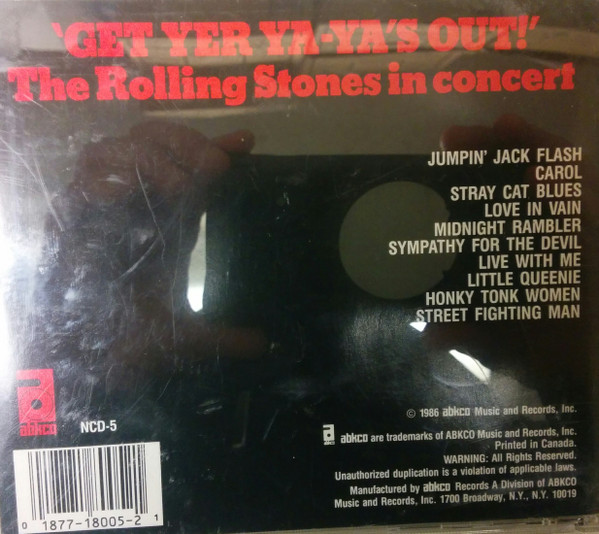 'GET YER YA-YA'S OUT!'
The Rolling Stones in concert
JUMPIN' JACK FLASH
CAROL
STRAY CAT BLUES
LOVE IN VAIN
MIDNIGHT RAMBLER
SYMPATHY FOR THE DEVIL
LIVE WITH ME
LITTLE QUEENIE
HONKY TONK WOMEN
STREET FIGHTING MAN
abkco
NCD-5
© 1986 abkco Music and Records, Inc.
abkco abkco are trademarks of ABKCO Music and Records, Inc.
Printed in Canada.
WARNING: All Rights Reserved.
Unauthorized duplication is a violation of applicable laws.
Manufactured by abkco Records A Division of ABKCO
Music and Records, Inc. 1700 Broadway, N.Y., N.Y. 10019
0 1877-18005-2 1